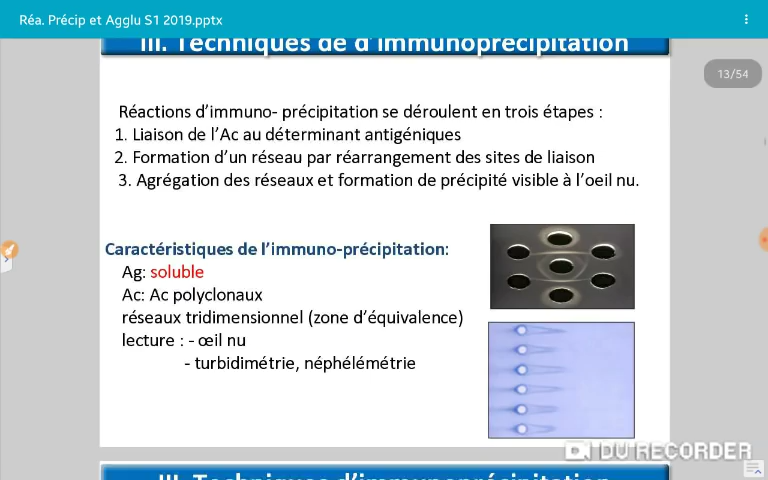 Réa. Précip et Agglu S1 2019.pptx
III. Techniques de d'immunoprécipitation
13/54
Réactions d'immuno- précipitation se déroulent en trois étapes :
1. Liaison de l'Ac au déterminant antigéniques
2. Formation d'un réseau par réarrangement des sites de liaison
3. Agrégation des réseaux et formation de précipité visible à l'oeil nu.
Caractéristiques de l'immuno-précipitation:
Ag: soluble
Ac: Ac polyclonaux
réseaux tridimensionnel (zone d'équivalence)
lecture : - œil nu
- turbidimétrie, néphélémétrie
DU RECORDER
III. Techniques d'immunoprécipitation